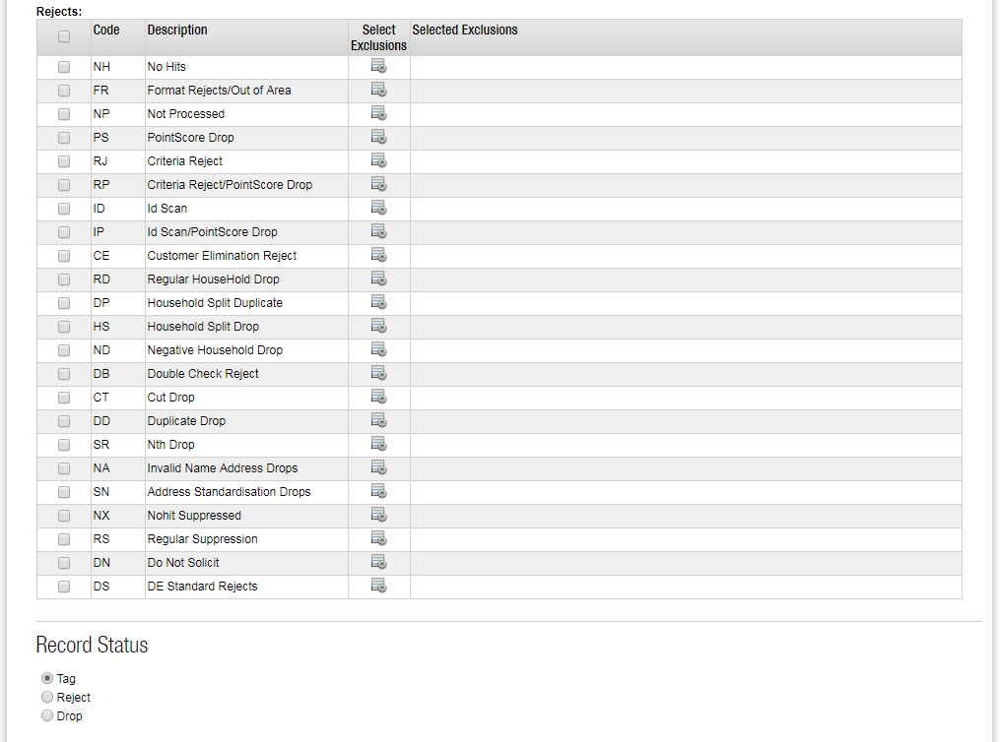 Rejects:
Code Description Select Exclusions Selected Exclusions
NH No Hits
FR Format Rejects/Out of Area
NP Not Processed
PS PointScore Drop
RJ Criteria Reject
RP Criteria Reject/PointScore Drop
ID Id Scan
IP Id Scan/PointScore Drop
CE Customer Elimination Reject
RD Regular HouseHold Drop
DP Household Split Duplicate
HS Household Split Drop
ND Negative Household Drop
DB Double Check Reject
CT Cut Drop
DD Duplicate Drop
SR Nth Drop
NA Invalid Name Address Drops
SN Address Standardisation Drops
NX Nohit Suppressed
RS Regular Suppression
DN Do Not Solicit
DS DE Standard Rejects
Record Status
Tag
Reject
Drop